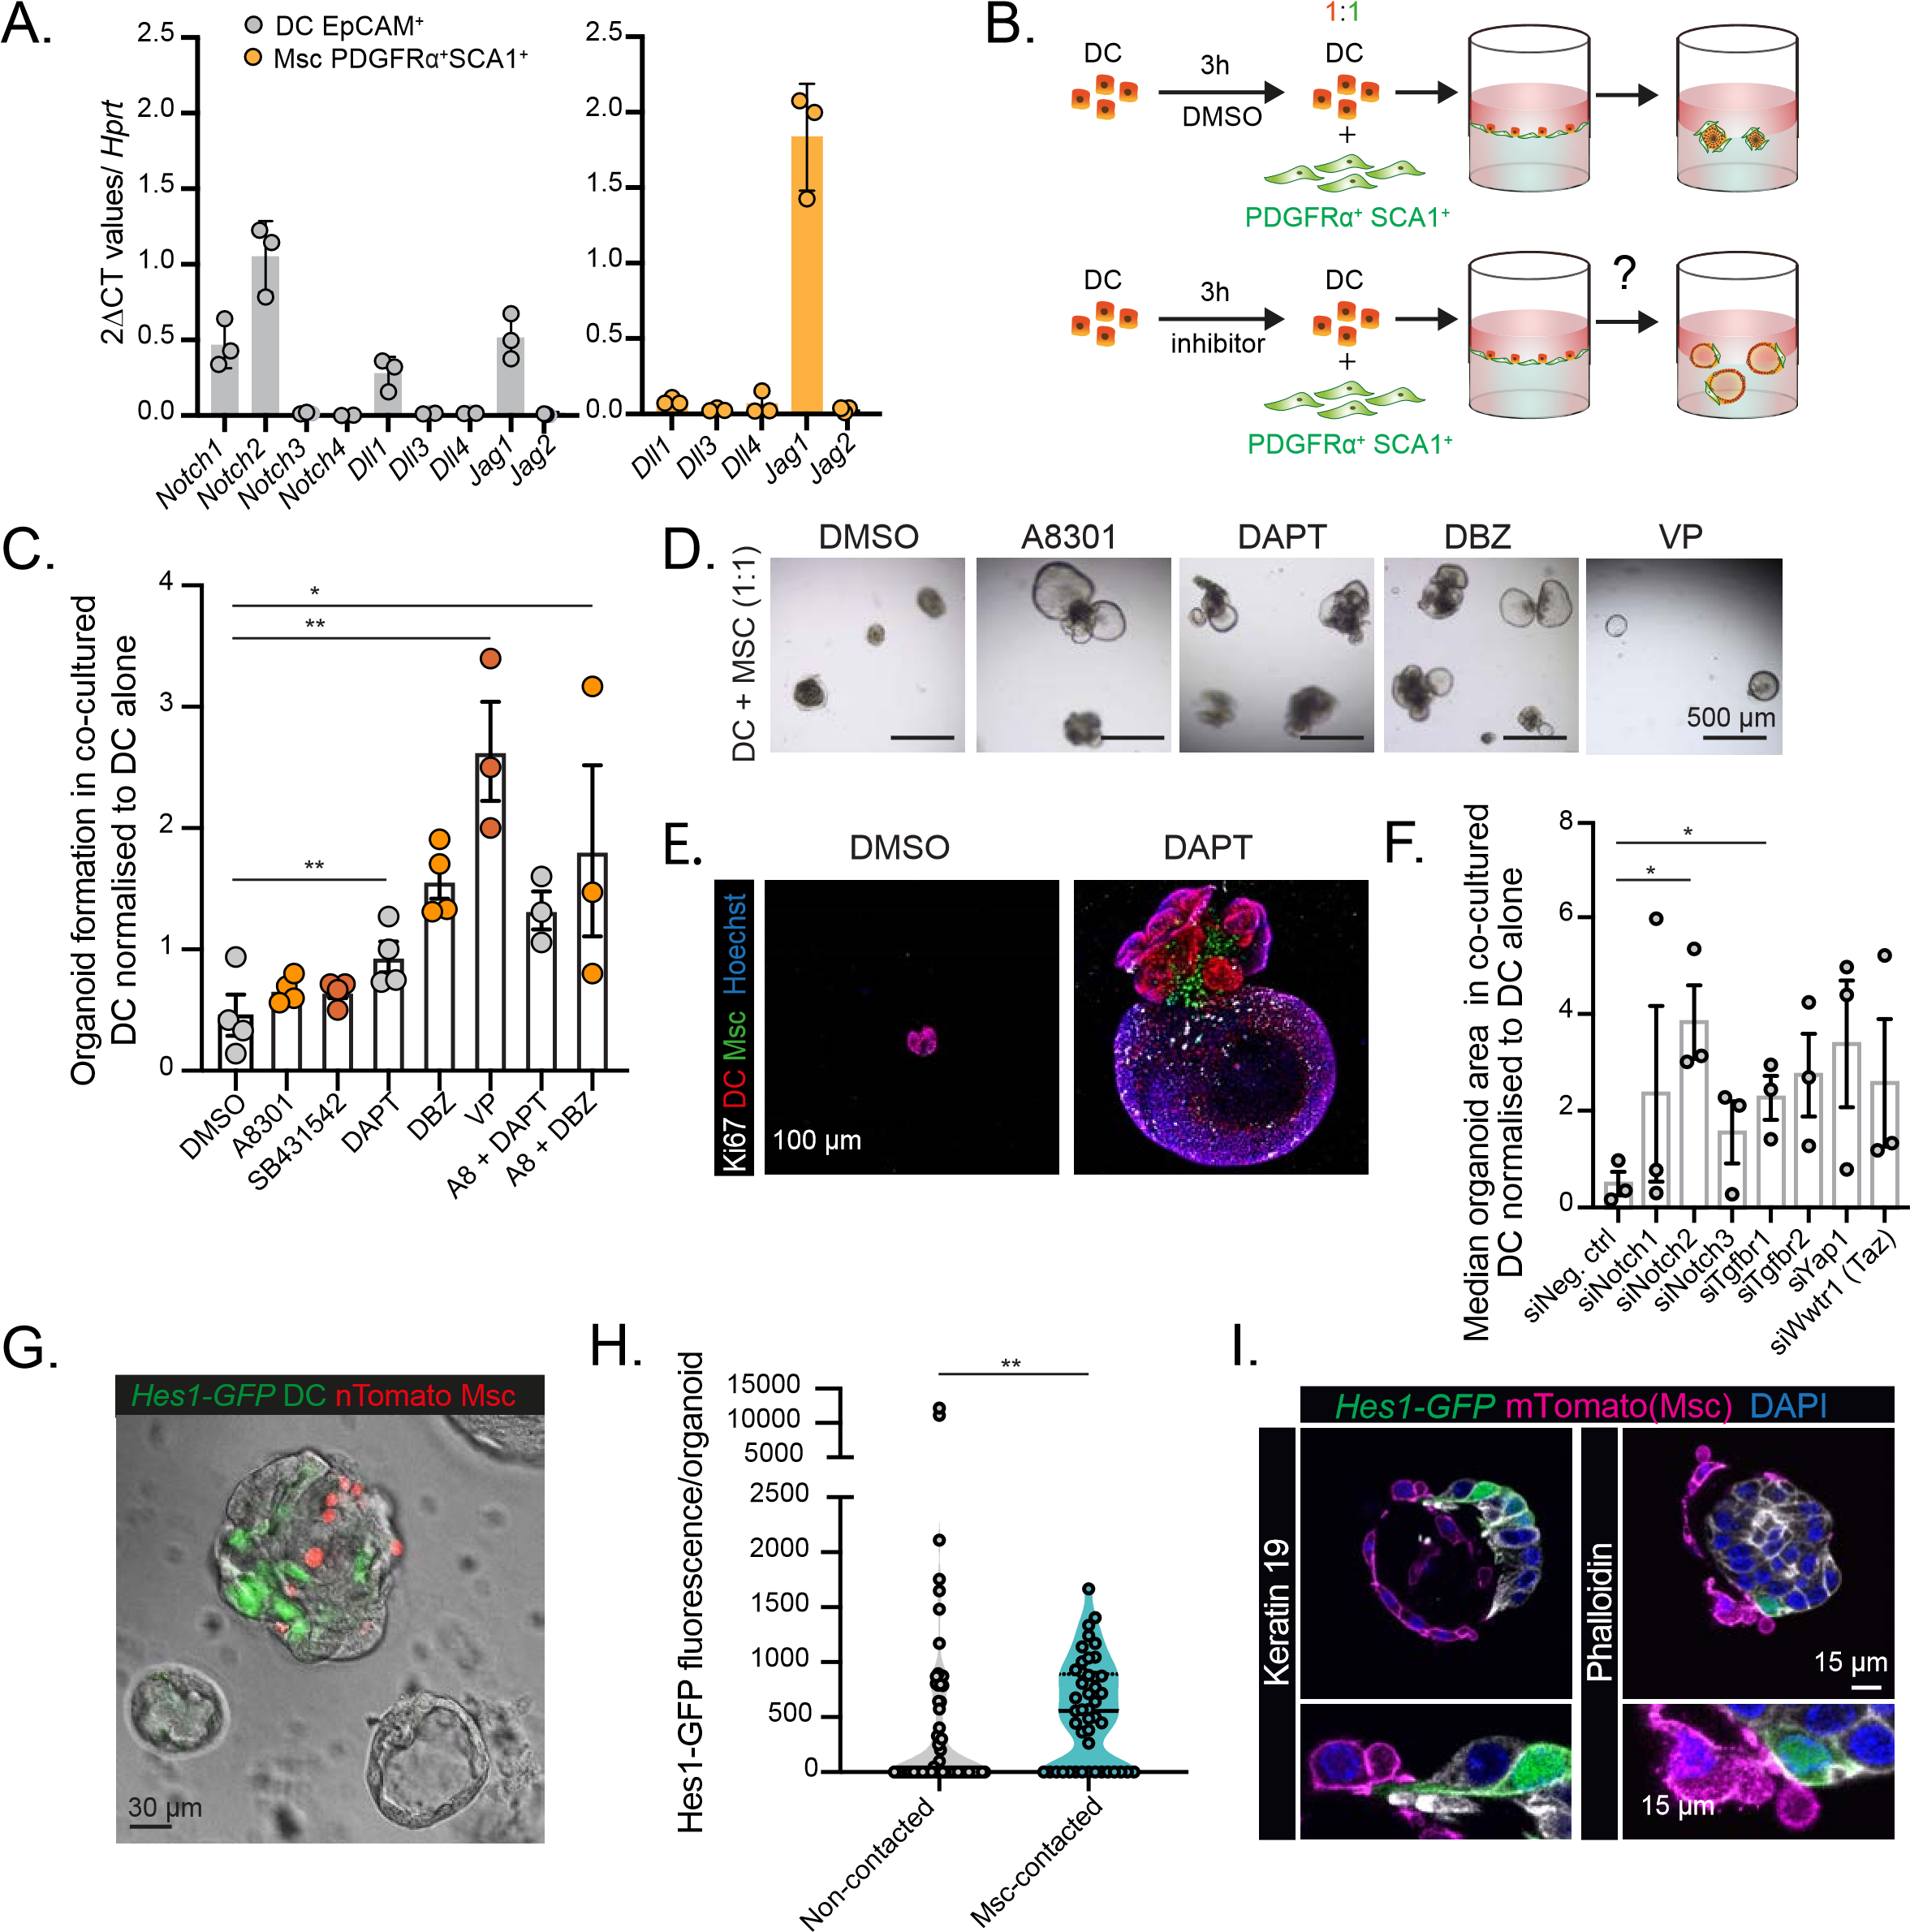 A.
DC EpCAM+
Msc PDGFRα+SCA1+
2ΔCT values/ Hprt
2.5
2.0
1.5
1.0
0.5
0.0
Notch1
Notch2
Notch3
Notch4
Dll1
Dll3
Dll4
Jag1
Jag2
2.5
2.0
1.5
1.0
0.5
0.0
Dll1
Dll3
Dll4
Jag1
Jag2
B.
1:1
DC
3h
DMSO
DC
+
PDGFRα+ SCA1+
DC
3h
inhibitor
DC
+
PDGFRα+ SCA1+
?
C.
Organoid formation in co-cultured
DC normalised to DC alone
4
3
2
1
0
*
**
**
DMSO
A8301
SB431542
DAPT
DBZ
VP
A8 + DAPT
A8 + DBZ
D.
DC + MSC (1:1)
DMSO
A8301
DAPT
DBZ
VP
500 µm
E.
DMSO
DAPT
Ki67 DC Msc Hoechst
100 µm
F.
Median organoid area in co-cultured
DC normalised to DC alone
8
6
4
2
0
*
*
siNeg. ctrl
siNotch1
siNotch2
siNotch3
siTgfbr1
siTgfbr2
siYap1
siWwtr1 (Taz)
G.
Hes1-GFP DC nTomato Msc
30 µm
H.
Hes1-GFP fluorescence/organoid
15000
10000
5000
2500
2000
1500
1000
500
0
**
Non-contacted
Msc-contacted
I.
Hes1-GFP mTomato(Msc) DAPI
Keratin 19
Phalloidin
15 µm
15 µm